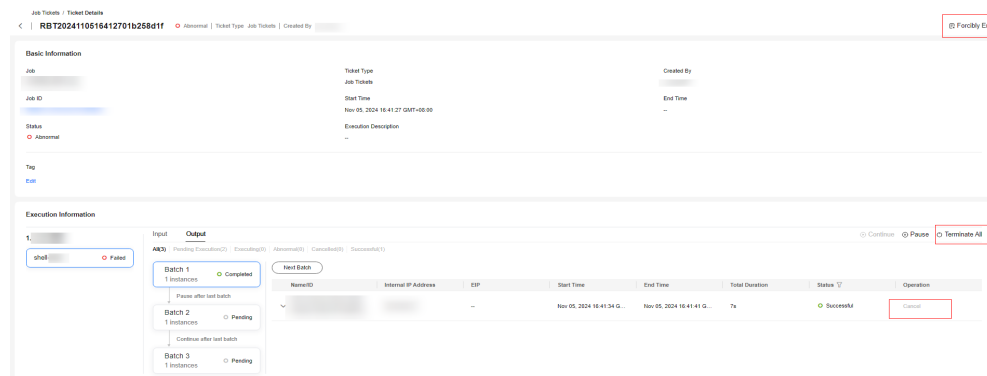 Job Tickets / Ticket Details
< | RBT2024110516412701b258d1f Abnormal | Ticket Type Job Tickets | Created By
Forcibly En
Basic Information
Job
Ticket Type
Job Tickets
Created By
Job ID
Start Time
Nov 05, 2024 16:41:27 GMT+08:00
End Time
--
Status
Abnormal
Execution Description
--
Tag
Edit
Execution Information
1.
shell- Failed
Input Output
Continue Pause Terminate All
All(3) Pending Execution(2) Executing(0) Abnormal(0) Cancelled(0) Successful(1)
Batch 1
1 instances
Completed
Pause after last batch
Batch 2
1 instances
Pending
Continue after last batch
Batch 3
1 instances
Pending
Next Batch
Name/ID Internal IP Address EIP Start Time End Time Total Duration Status Operation
-- Nov 05, 2024 16:41:34 G... Nov 05, 2024 16:41:41 G... 7s Successful Cancel